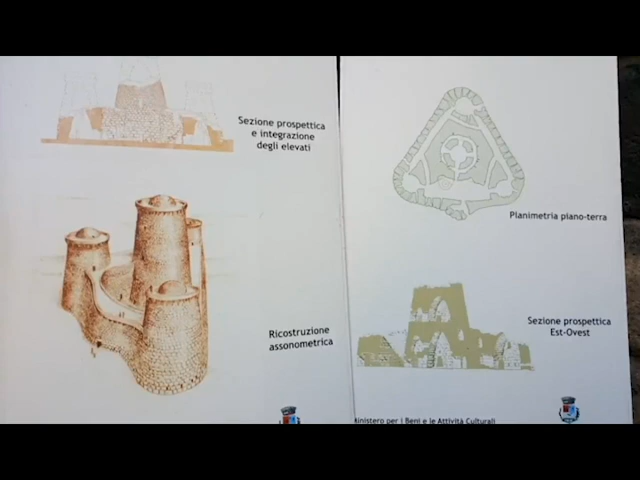 Sezione prospettica
e integrazione
degli elevati
Ricostruzione
assonometrica
Planimetria piano-terra
Sezione prospettica
Est-Ovest
Ministero per i Beni e le Attività Culturali